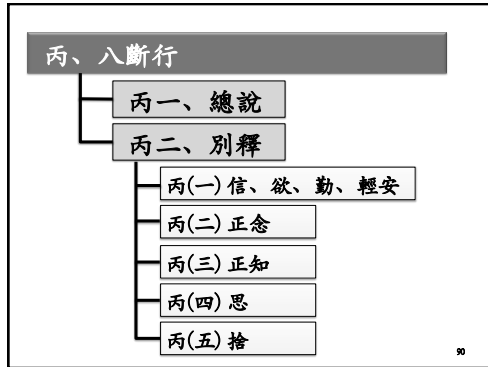 丙、八斷行
丙一、總說
丙二、別釋
丙(一)信、欲、勤、輕安
丙(二)正念
丙(三)正知
丙(四)思
丙(五)捨
90